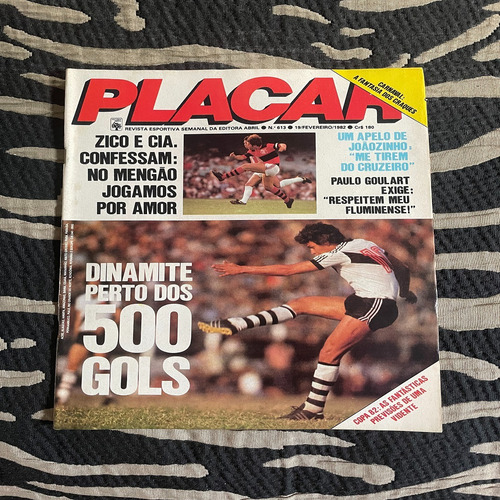 PLACAR
CARNAVAL:
A FANTASIA DOS CRAQUES
REVISTA ESPORTIVA SEMANAL DA EDITORA ABRIL ● N.º 613 ● 19/FEVEREIRO/1982 ● Cr$ 180
ZICO E CIA.
CONFESSAM:
NO MENGÃO
JOGAMOS
POR AMOR
UM APELO DE
JOÃOZINHO:
"ME TIREM
DO CRUZEIRO"
PAULO GOULART
EXIGE:
"RESPEITEM MEU
FLUMINENSE!"
DINAMITE
PERTO DOS
500
GOLS
COPA 82: AS FANTÁSTICAS
PREVISÕES DE UMA
VIDENTE